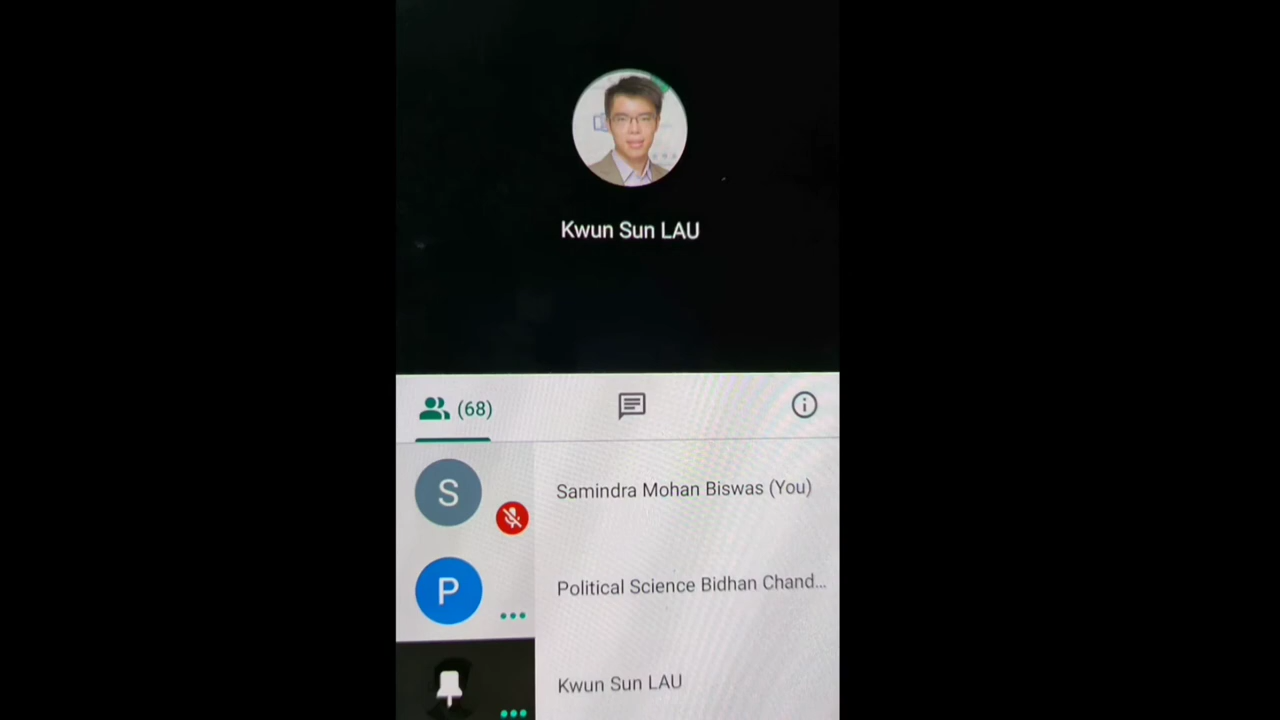 Kwun Sun LAU
(68)
S
Samindra Mohan Biswas (You)
P
Political Science Bidhan Chand...
Kwun Sun LAU